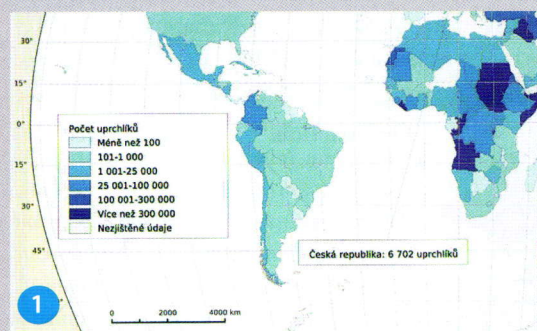 30°
15°
0°
15°
30°
45°
Počet uprchlíků
Méně než 100
101-1 000
1 001-25 000
25 001-100 000
100 001-300 000
Více než 300 000
Nezjištěné údaje
Česká republika: 6 702 uprchlíků
1
0 2000 4000 km